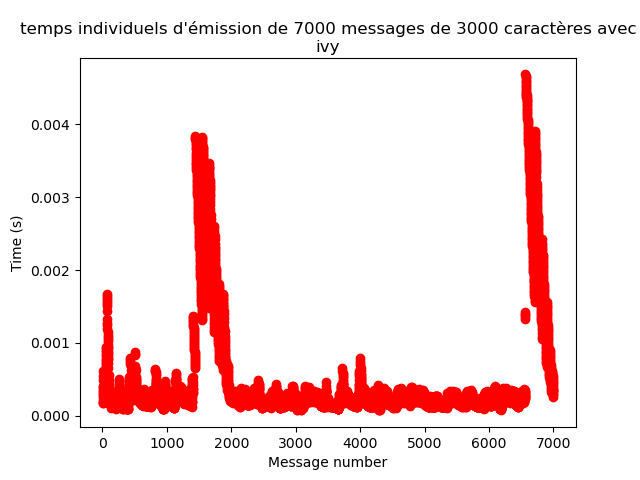 temps individuels d'émission de 7000 messages de 3000 caractères avec
ivy
0.004
0.003
0.002
0.001
0.000
Time (s)
0 1000 2000 3000 4000 5000 6000 7000
Message number